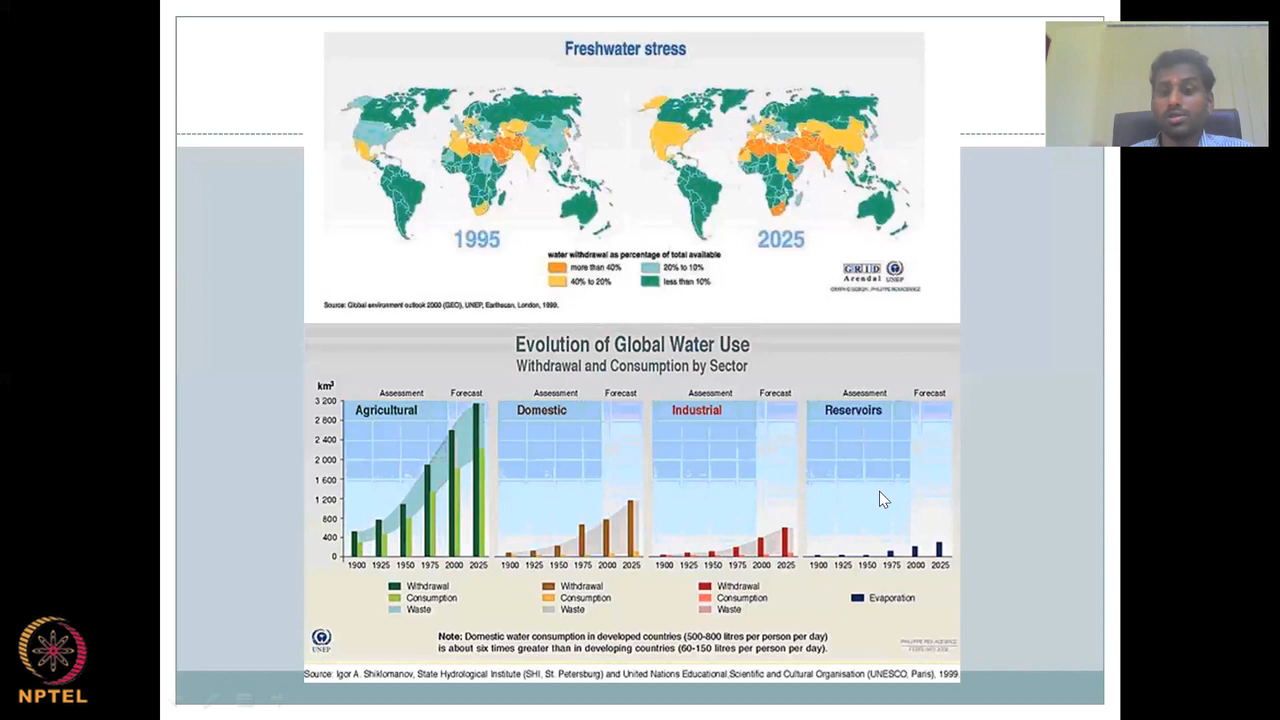 Freshwater stress
1995
2025
water withdrawal as percentage of total available
more than 40%
20% to 10%
40% to 20%
less than 10%
GRID
Arendal
UNEP
Source: Global environment outlook 2000 (GEO), UNEP, Earthscan, London, 1999.
Evolution of Global Water Use
Withdrawal and Consumption by Sector
km³
Assessment Forecast Assessment Forecast Assessment Forecast Assessment Forecast
3 200
Agricultural Domestic Industrial Reservoirs
2 800
2 400
2 000
1 600
1 200
800
400
0
1900 1925 1950 1975 2000 2025 1900 1925 1950 1975 2000 2025 1900 1925 1950 1975 2000 2025 1900 1925 1950 1975 2000 2025
Withdrawal Withdrawal Withdrawal
Consumption Consumption Consumption Evaporation
Waste Waste Waste
Note: Domestic water consumption in developed countries (500-800 litres per person per day)
is about six times greater than in developing countries (60-150 litres per person per day).
UNEP
Source: Igor A. Shiklomanov, State Hydrological Institute (SHI, St. Petersburg) and United Nations Educational,Scientific and Cultural Organisation (UNESCO, Paris), 1999
NPTEL